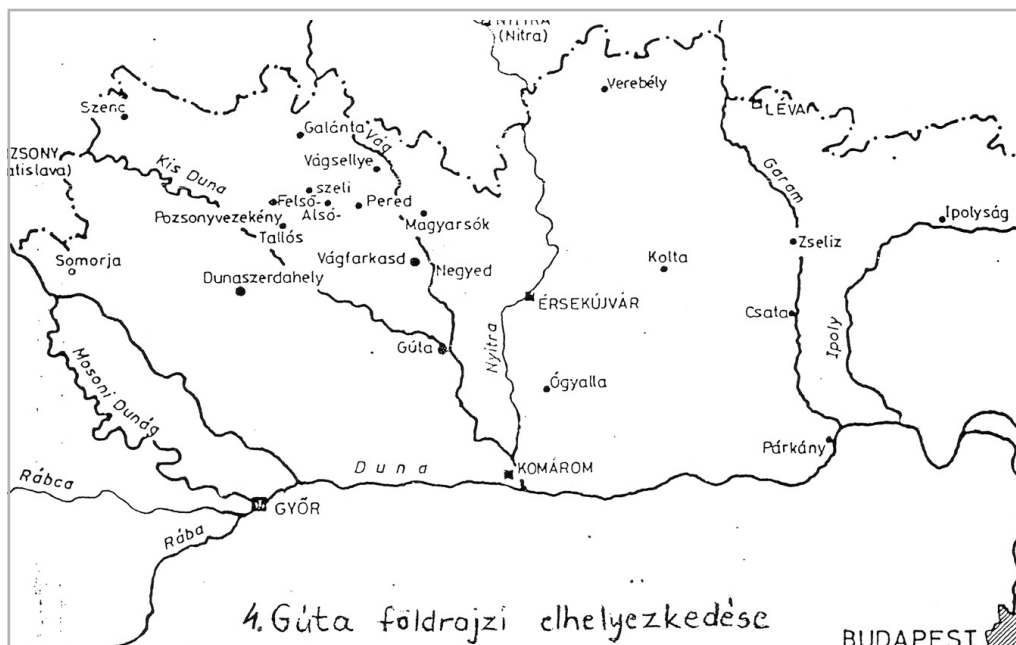 NYITRA
(Nitra)
Verebély
LÉVA
Szenc
Galánta
Vág
ZSONY
atislava)
Kis Duna
Vágsellye
Garam
szeli
Felső-
Pered
Alsó-
Pozsonyvezekény
Magyarsók
Ipolyság
Tallós
Zseliz
Somorja
Vágfarkasd
Negyed
Kolta
Dunaszerdahely
ÉRSEKÚJVÁR
Csata
Ipoly
Nyitra
Gúta
Mosoni Dunág
Ógyalla
Párkány
Duna
KOMÁROM
Rábca
GYŐR
Rába
4. Gúta földrajzi elhelyezkedése
BUDAPEST